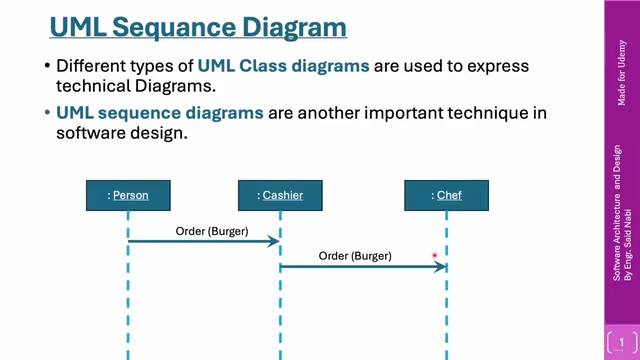 UML Sequance Diagram
• Different types of UML Class diagrams are used to express
technical Diagrams.
• UML sequence diagrams are another important technique in
software design.
: Person
: Cashier
: Chef
Order (Burger)
Order (Burger)
Made for Udemy
Software Architecture and Design
By Engr. Said Nabi
1